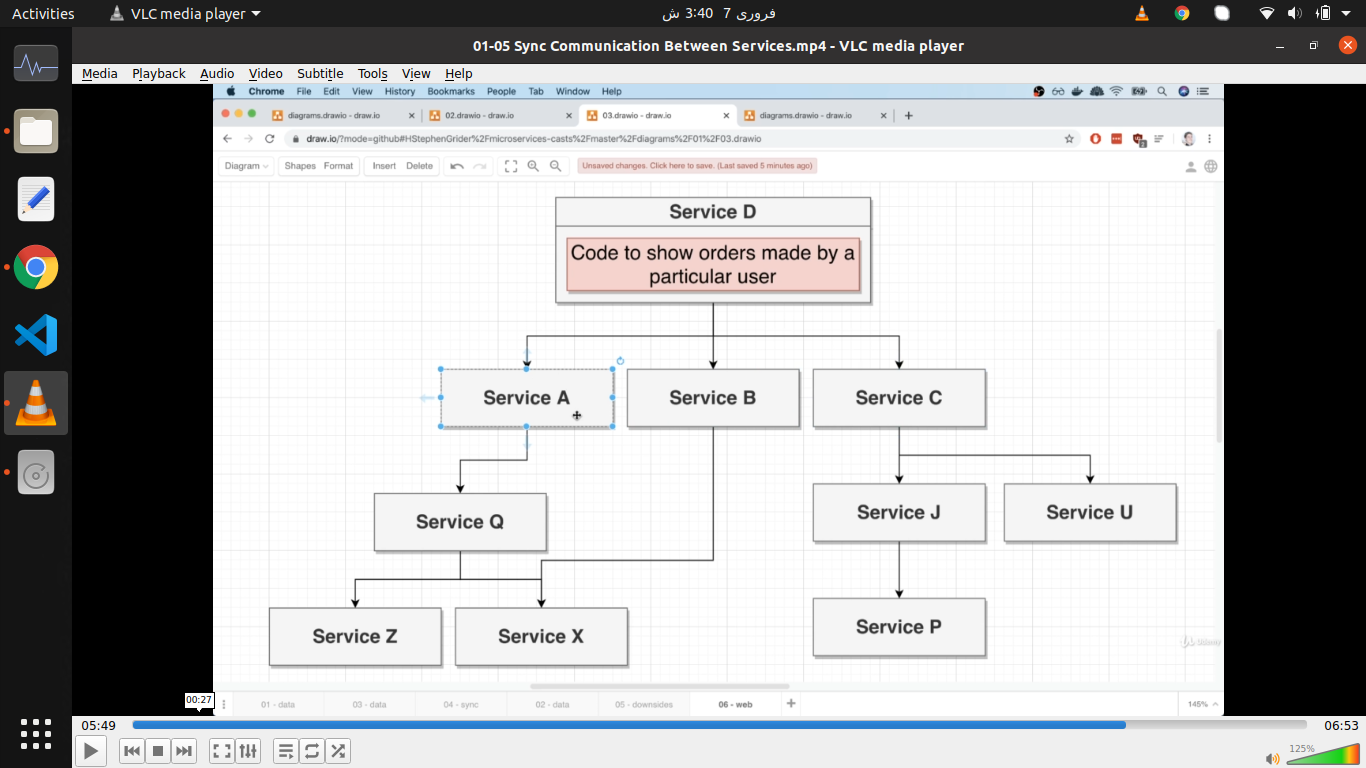 Activities
VLC media player
فروری 7  3:40 ش
01-05 Sync Communication Between Services.mp4 - VLC media player
Media Playback Audio Video Subtitle Tools View Help
Chrome File Edit View History Bookmarks People Tab Window Help
diagrams.drawio - draw.io
02.drawio - draw.io
03.drawio - draw.io
diagrams.drawio - draw.io
draw.io/?mode=github#HStephenGrider%2Fmicroservices-casts%2Fmaster%2Fdiagrams%2F01%2F03.drawio
Diagram Shapes Format Insert Delete
Unsaved changes. Click here to save. (Last saved 5 minutes ago)
Service D
Code to show orders made by a
particular user
Service A
Service B
Service C
Service Q
Service J
Service U
Service Z
Service X
Service P
Udemy
00:27
01 - data
03 - data
04 - sync
02 - data
05 - downsides
06 - web
145%
05:49
06:53
125%